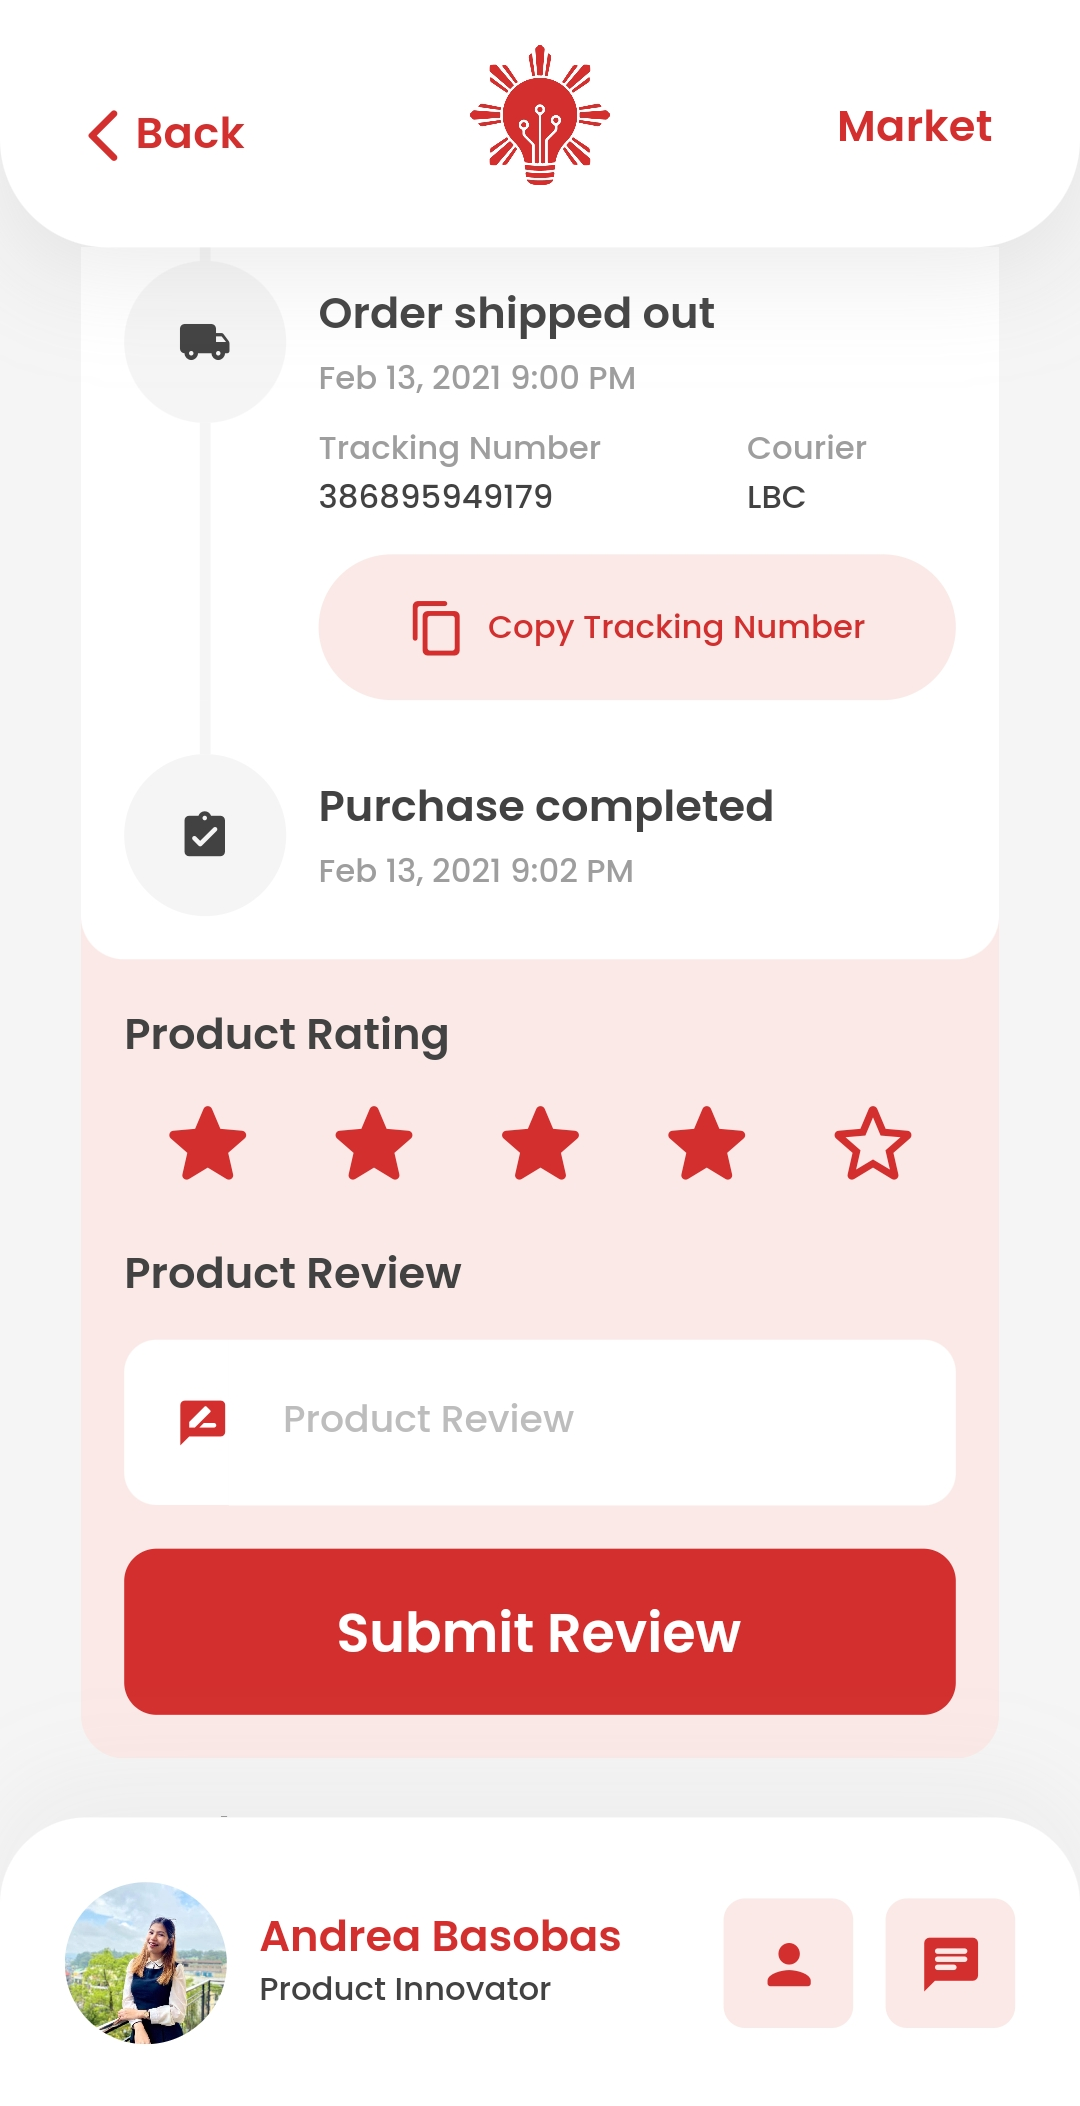 Back
Market
Order shipped out
Feb 13, 2021 9:00 PM
Tracking Number Courier
386895949179 LBC
Copy Tracking Number
Purchase completed
Feb 13, 2021 9:02 PM
Product Rating
Product Review
Product Review
Submit Review
Andrea Basobas
Product Innovator